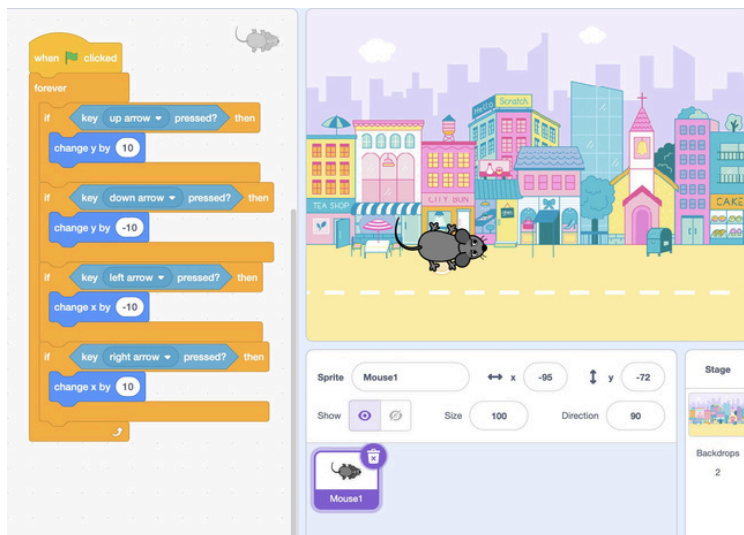 when clicked
forever
if key up arrow pressed? then
change y by 10
if key down arrow pressed? then
change y by -10
if key left arrow pressed? then
change x by -10
if key right arrow pressed? then
change x by 10
Hello Scratch
TEA SHOP
CITY BUN
CAKE
Sprite Mouse1 x -95 y -72
Show Size 100 Direction 90
Mouse1
Stage
Backdrops
2